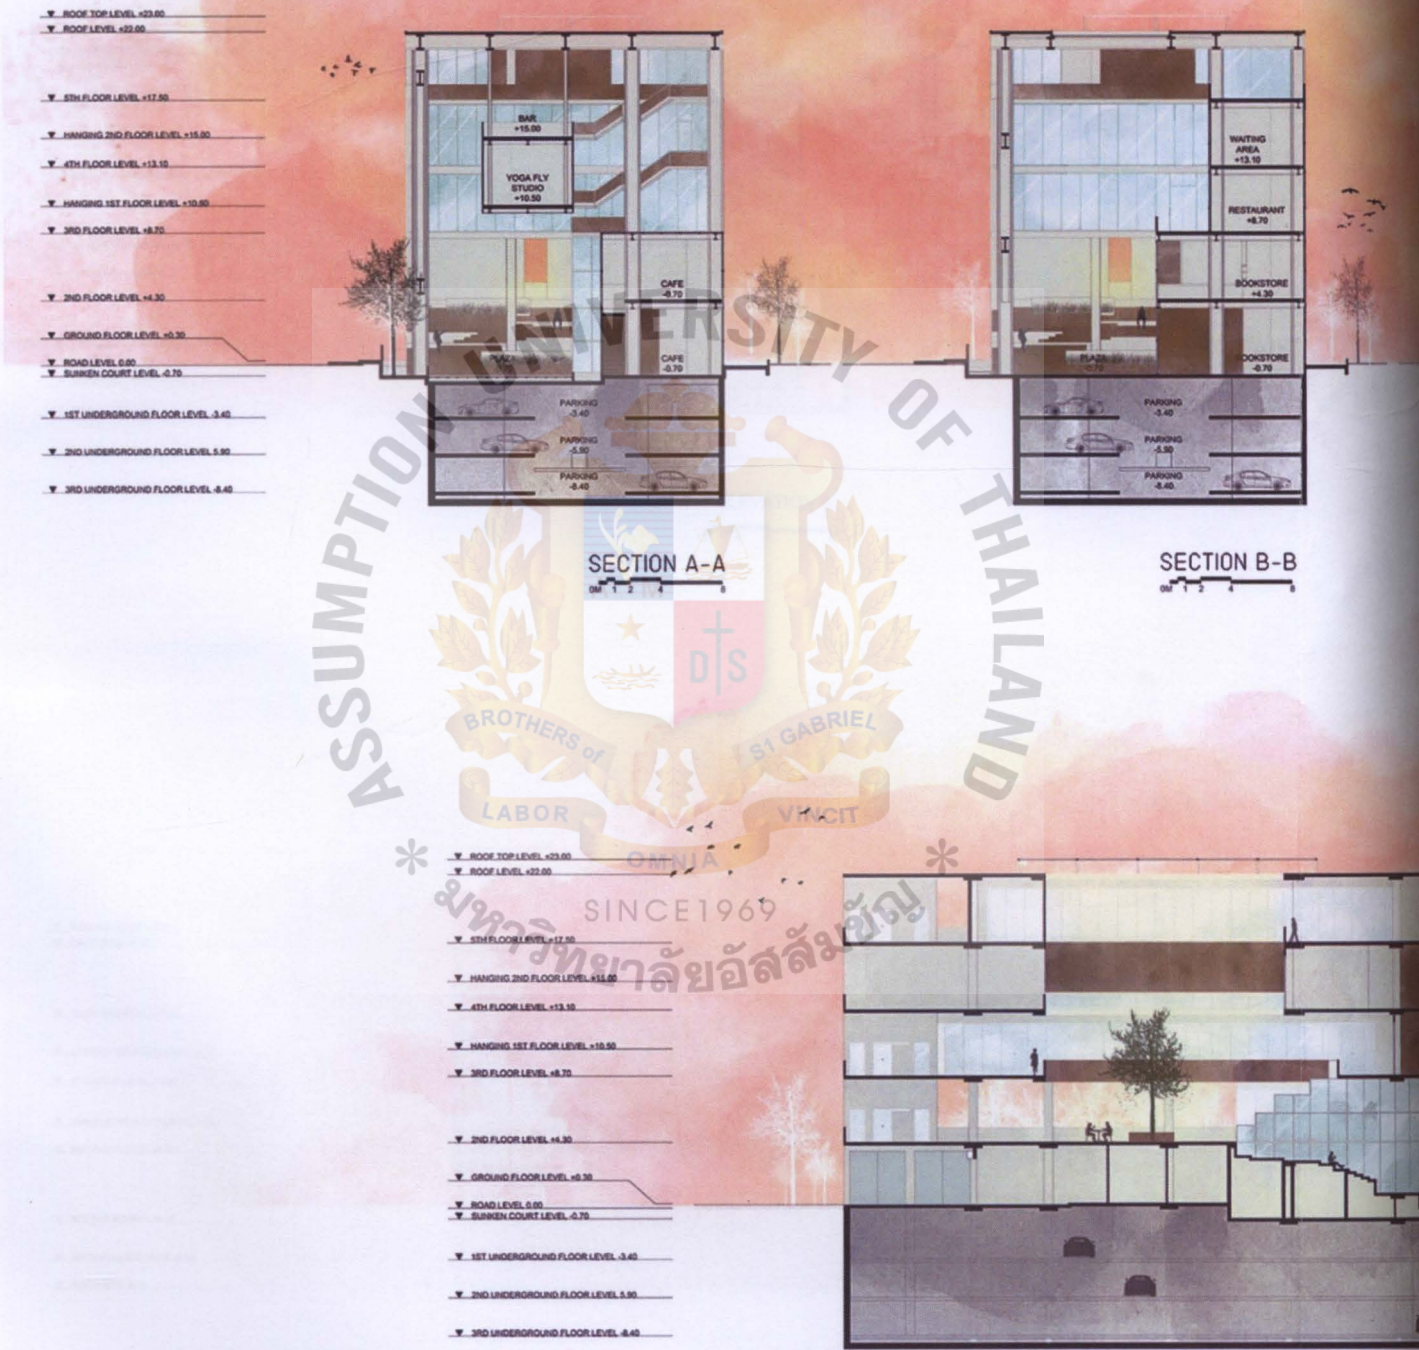 ROOF TOP LEVEL +23.00
ROOF LEVEL +22.00
5TH FLOOR LEVEL +17.50
HANGING 2ND FLOOR LEVEL +15.00
4TH FLOOR LEVEL +13.10
HANGING 1ST FLOOR LEVEL +10.50
3RD FLOOR LEVEL +8.70
2ND FLOOR LEVEL +4.30
GROUND FLOOR LEVEL +0.30
ROAD LEVEL 0.00
SUNKEN COURT LEVEL -0.70
1ST UNDERGROUND FLOOR LEVEL -3.40
2ND UNDERGROUND FLOOR LEVEL 5.90
3RD UNDERGROUND FLOOR LEVEL -8.40
BAR
+15.00
YOGA FLY
STUDIO
+10.50
CAFE
CAFE
-0.70
PLAZA
PARKING
-3.40
PARKING
-5.90
PARKING
-8.40
SECTION A-A
0M 1 2 4 8
WAITING
AREA
+13.10
RESTAURANT
+8.70
BOOKSTORE
+4.30
BOOKSTORE
-0.70
PLAZA
-0.70
PARKING
-3.40
PARKING
-5.90
PARKING
-8.40
SECTION B-B
0M 1 2 4 8
ASSUMPTION UNIVERSITY OF THAILAND
D S
BROTHERS of
ST GABRIEL
LABOR
OMNIA
VINCIT
SINCE1969
* มหาวิทยาลัยอัสสัมชัญ *
ROOF TOP LEVEL +23.00
ROOF LEVEL +22.00
5TH FLOOR LEVEL +17.50
HANGING 2ND FLOOR LEVEL +15.00
4TH FLOOR LEVEL +13.10
HANGING 1ST FLOOR LEVEL +10.50
3RD FLOOR LEVEL +8.70
2ND FLOOR LEVEL +4.30
GROUND FLOOR LEVEL +0.30
ROAD LEVEL 0.00
SUNKEN COURT LEVEL -0.70
1ST UNDERGROUND FLOOR LEVEL -3.40
2ND UNDERGROUND FLOOR LEVEL 5.90
3RD UNDERGROUND FLOOR LEVEL -8.40